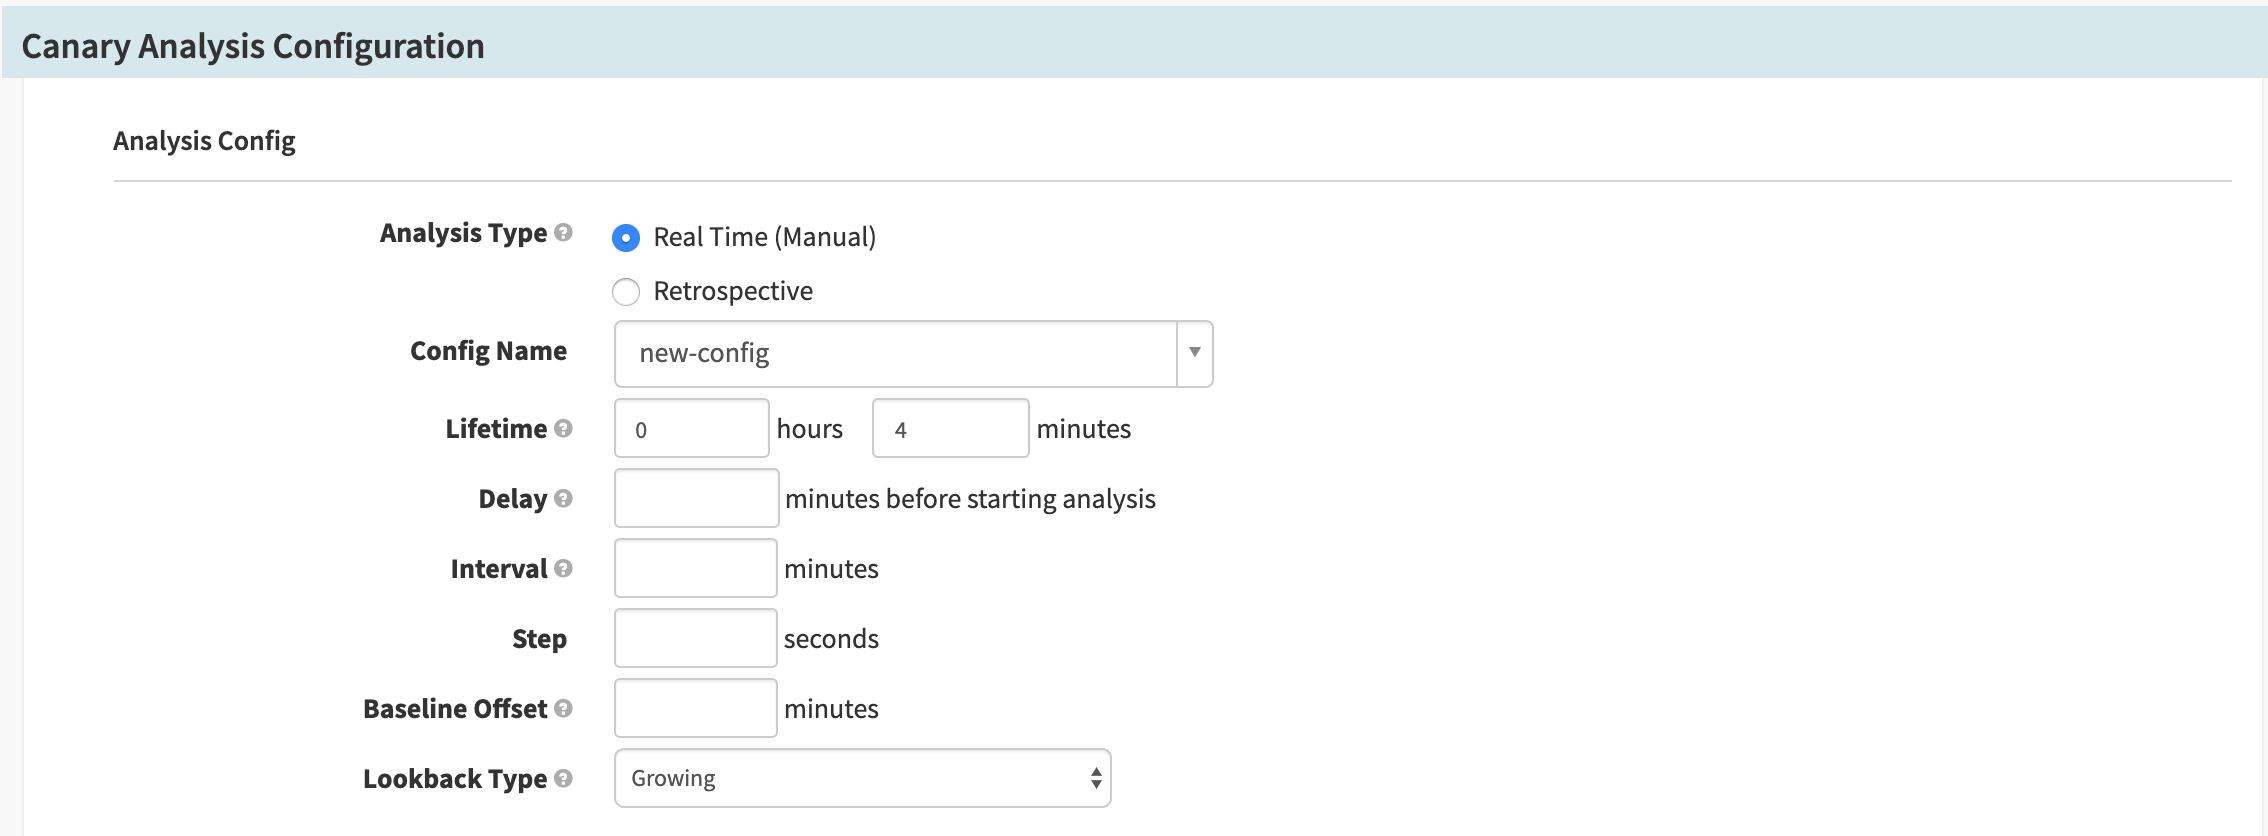 Canary Analysis Configuration
Analysis Config
Analysis Type ? Real Time (Manual)
Retrospective
Config Name new-config
Lifetime ? 0 hours 4 minutes
Delay ? minutes before starting analysis
Interval ? minutes
Step seconds
Baseline Offset ? minutes
Lookback Type ? Growing